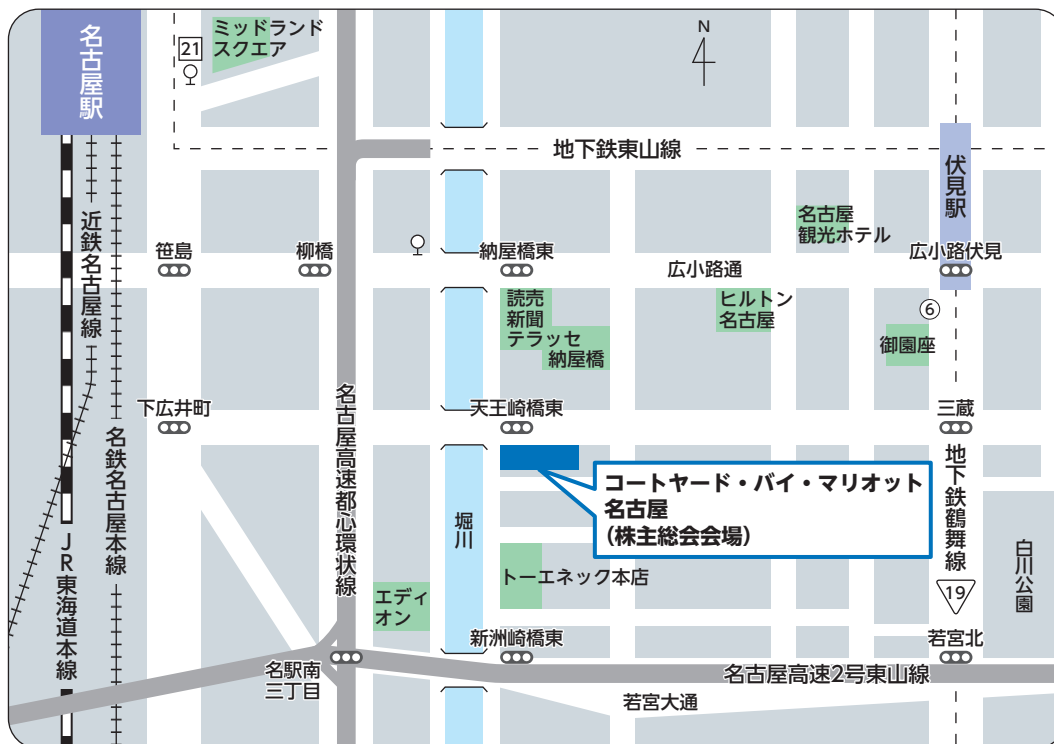 名古屋駅
21
ミッドランド
スクエア
N
地下鉄東山線
伏見駅
近鉄名古屋線
笹島
柳橋
納屋橋東
広小路通
名古屋
観光ホテル
広小路伏見
読売
新聞
テラッセ
納屋橋
ヒルトン
名古屋
6
御園座
下広井町
名古屋高速都心環状線
天王崎橋東
三蔵
名鉄名古屋本線
コートヤード・バイ・マリオット
名古屋
(株主総会会場)
地下鉄鶴舞線
堀川
JR東海道本線
トーエネック本店
白川公園
19
エディ
オン
新洲崎橋東
若宮北
名駅南
三丁目
名古屋高速2号東山線
若宮大通